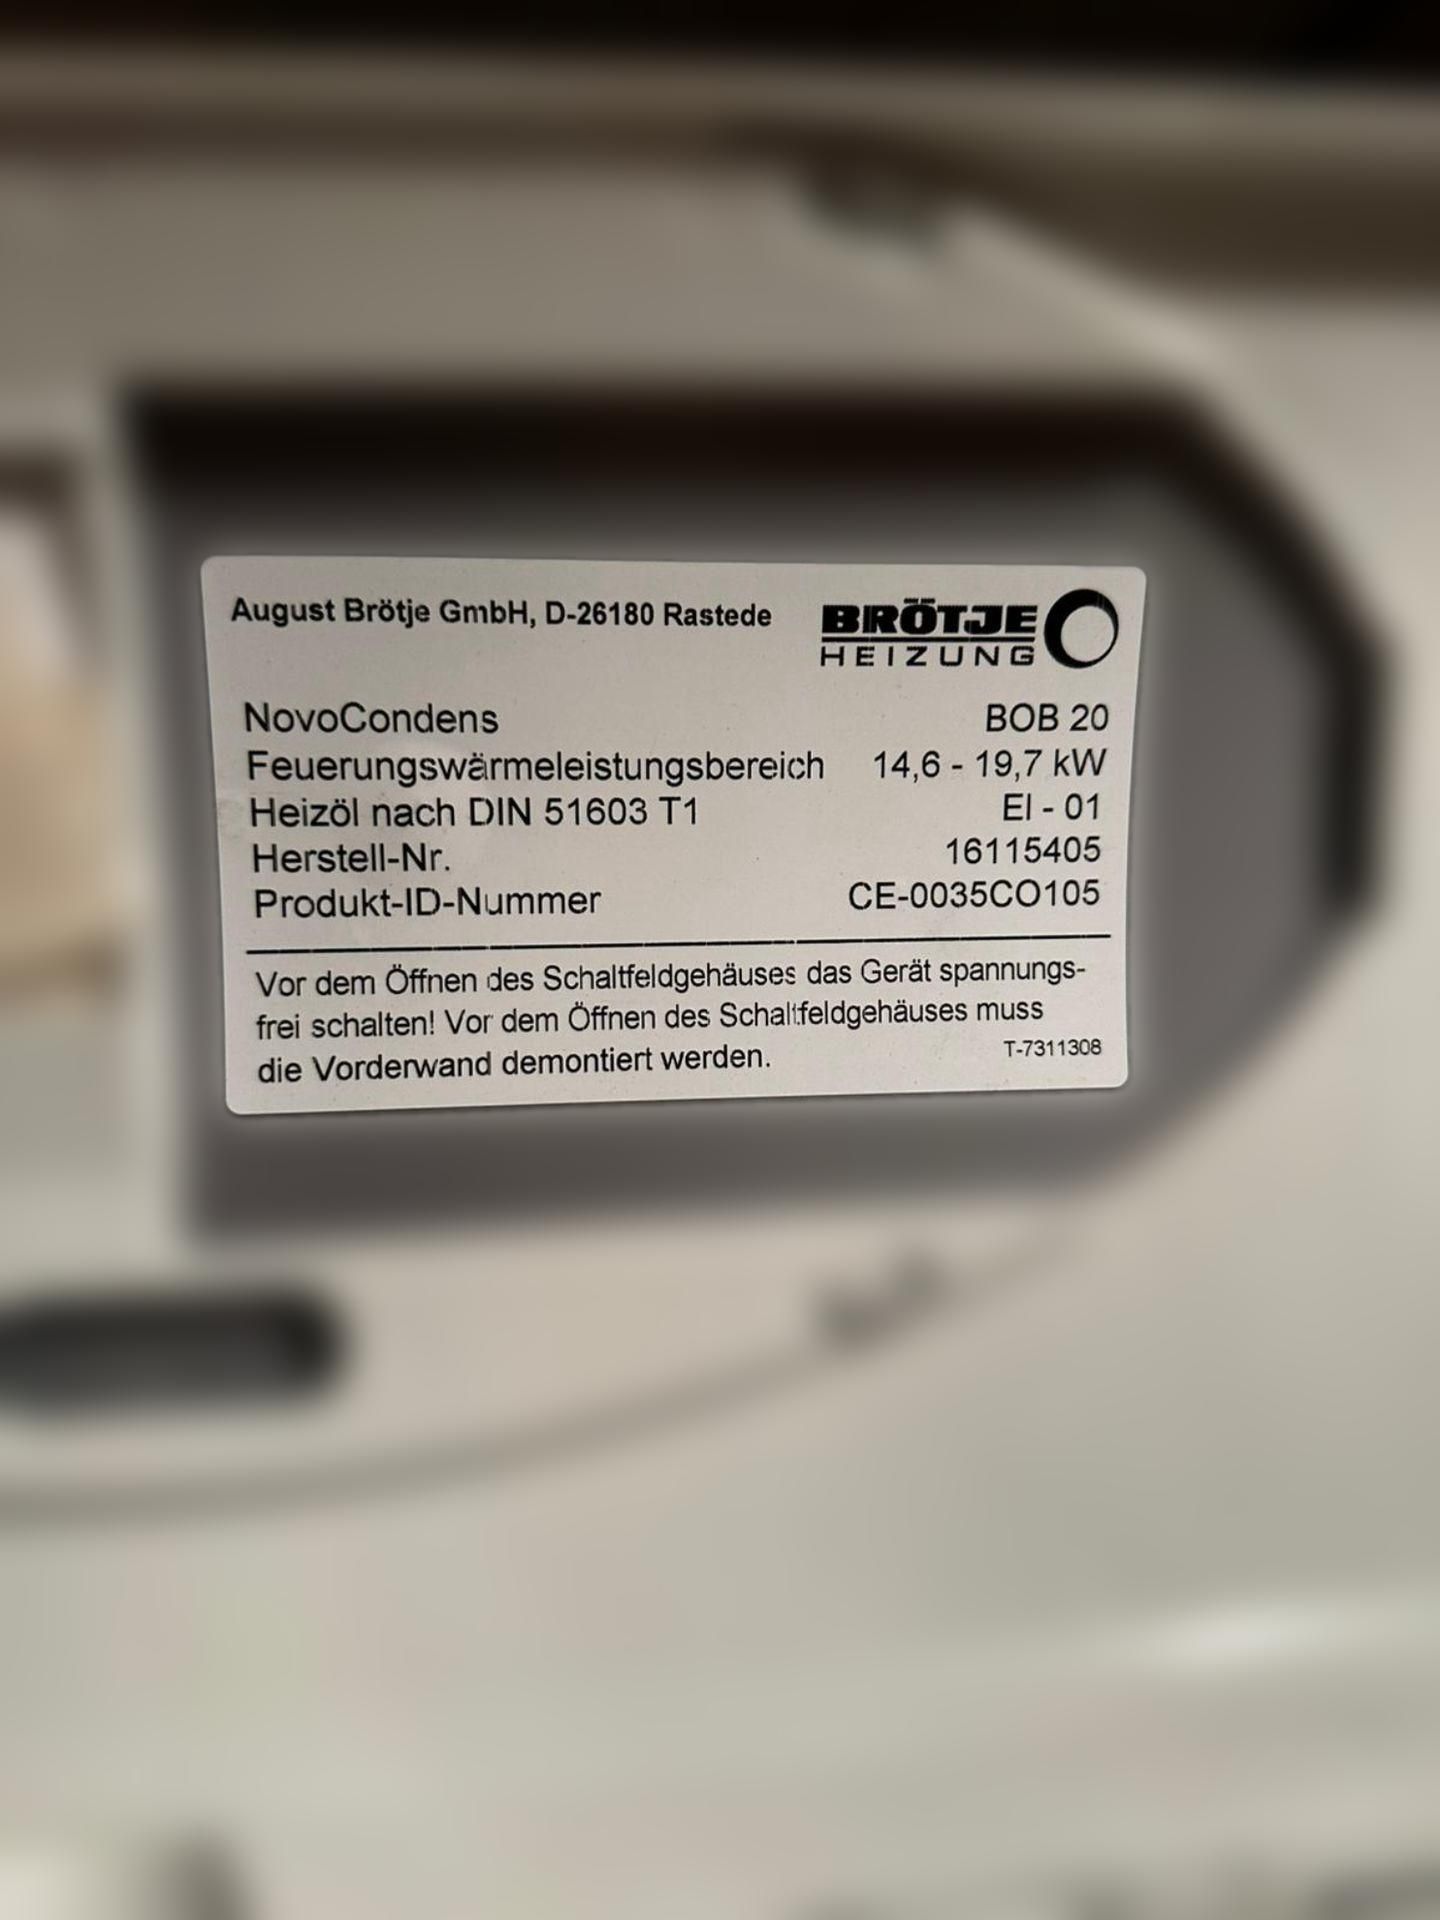 August Brötje GmbH, D-26180 Rastede
BRÖTJE
HEIZUNG
NovoCondens BOB 20
Feuerungswärmeleistungsbereich 14,6 - 19,7 kW
Heizöl nach DIN 51603 T1 El - 01
Herstell-Nr. 16115405
Produkt-ID-Nummer CE-0035CO105
Vor dem Öffnen des Schaltfeldgehäuses das Gerät spannungs-
frei schalten! Vor dem Öffnen des Schaltfeldgehäuses muss
die Vorderwand demontiert werden.
T-7311308